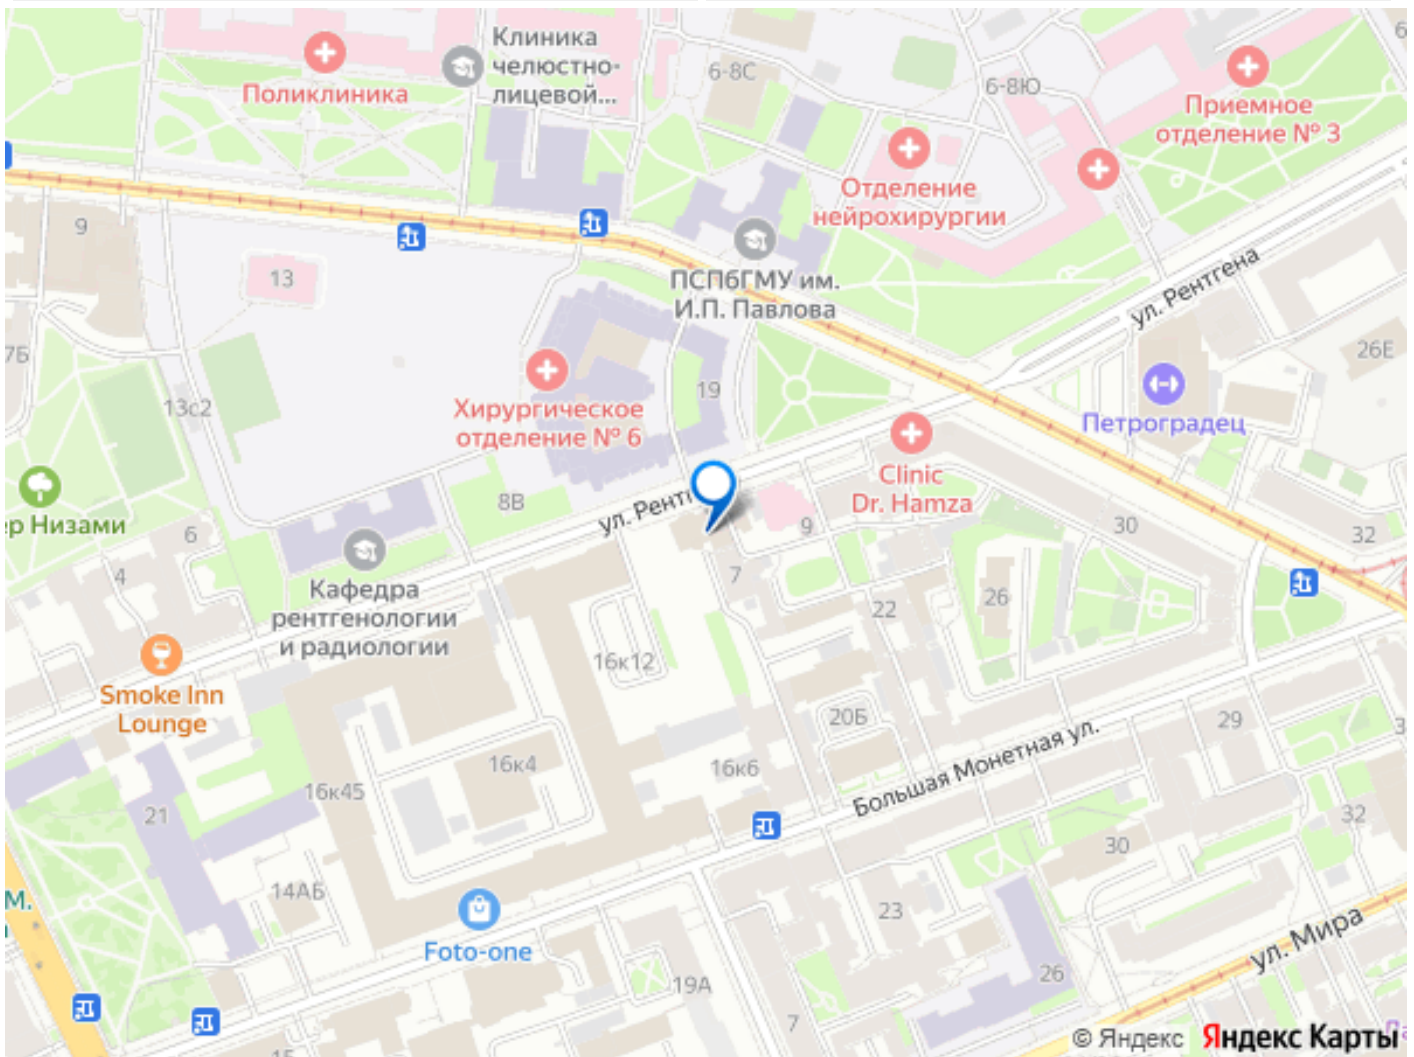 Клиника
челюстно-
лицевой...
Поликлиника
6-8С
6-8Ю
Приемное
отделение № 3
Отделение
нейрохирургии
9
13
ПСПбГМУ им.
И.П. Павлова
ул. Рентгена
7Б
26Е
13с2
19
Хирургическое
отделение № 6
Петроградец
Clinic
Dr. Hamza
8В
ул. Рентг
ер Низами
6
9
30
32
4
7
Кафедра
рентгенологии
и радиологии
22
26
16к12
Smoke Inn
Lounge
20Б
29
Большая Монетная ул.
16к4
16к6
16к45
21
32
30
14АБ
М.
23
Foto-one
ул. Мира
26
19А
7
15
© Яндекс Яндекс Карты